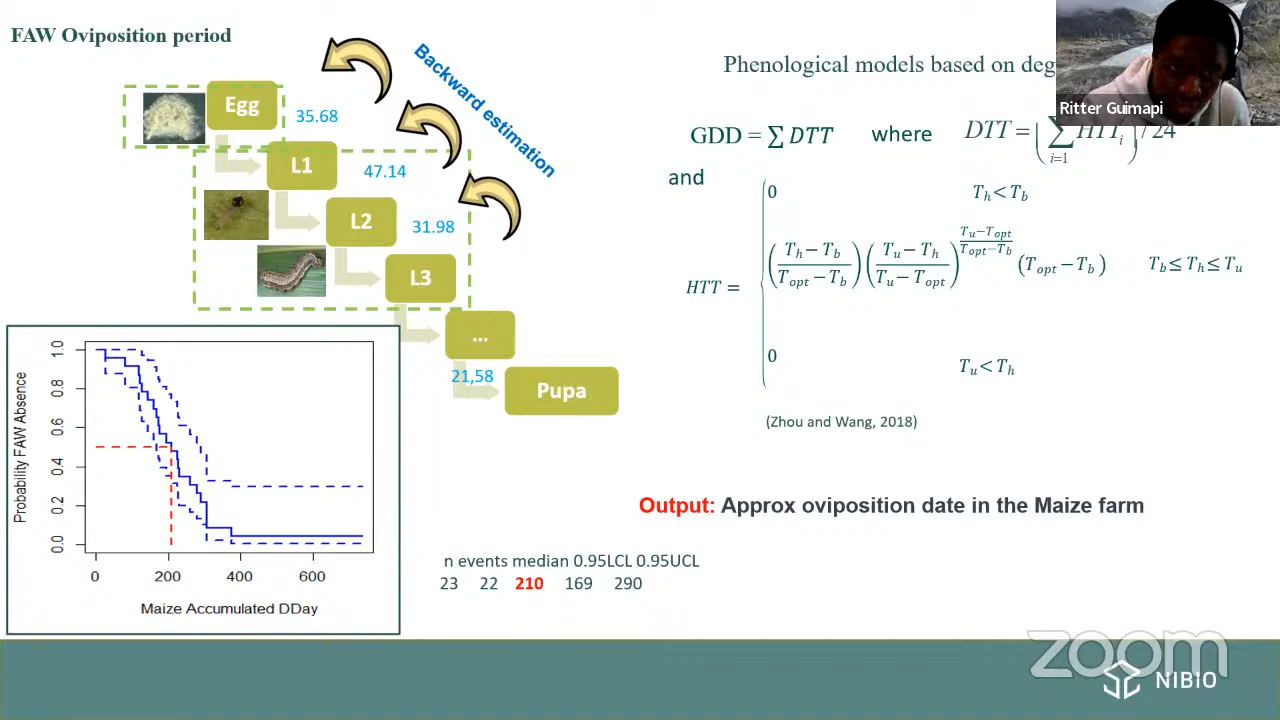 FAW Oviposition period
Backward estimation
Egg
35.68
L1
47.14
L2
31.98
L3
...
21,58
Pupa
Probability FAW Absence
1.0
0.8
0.6
0.4
0.2
0.0
0 200 400 600
Maize Accumulated DDay
n events median 0.95LCL 0.95UCL
23 22 210 169 290
Phenological models based on
Ritter Guimapi
GDD = ∑ DTT where DTT = ( ∑ i=1 HTT_i ) / 24
and
0 T_h < T_b
HTT = ((T_h − T_b)/(T_opt − T_b)) ((T_u − T_h)/(T_u − T_opt))^((T_u − T_opt)/(T_opt − T_b)) (T_opt − T_b) T_b ≤ T_h ≤ T_u
0 T_u < T_h
(Zhou and Wang, 2018)
Output: Approx oviposition date in the Maize farm
zoom
NIBIO